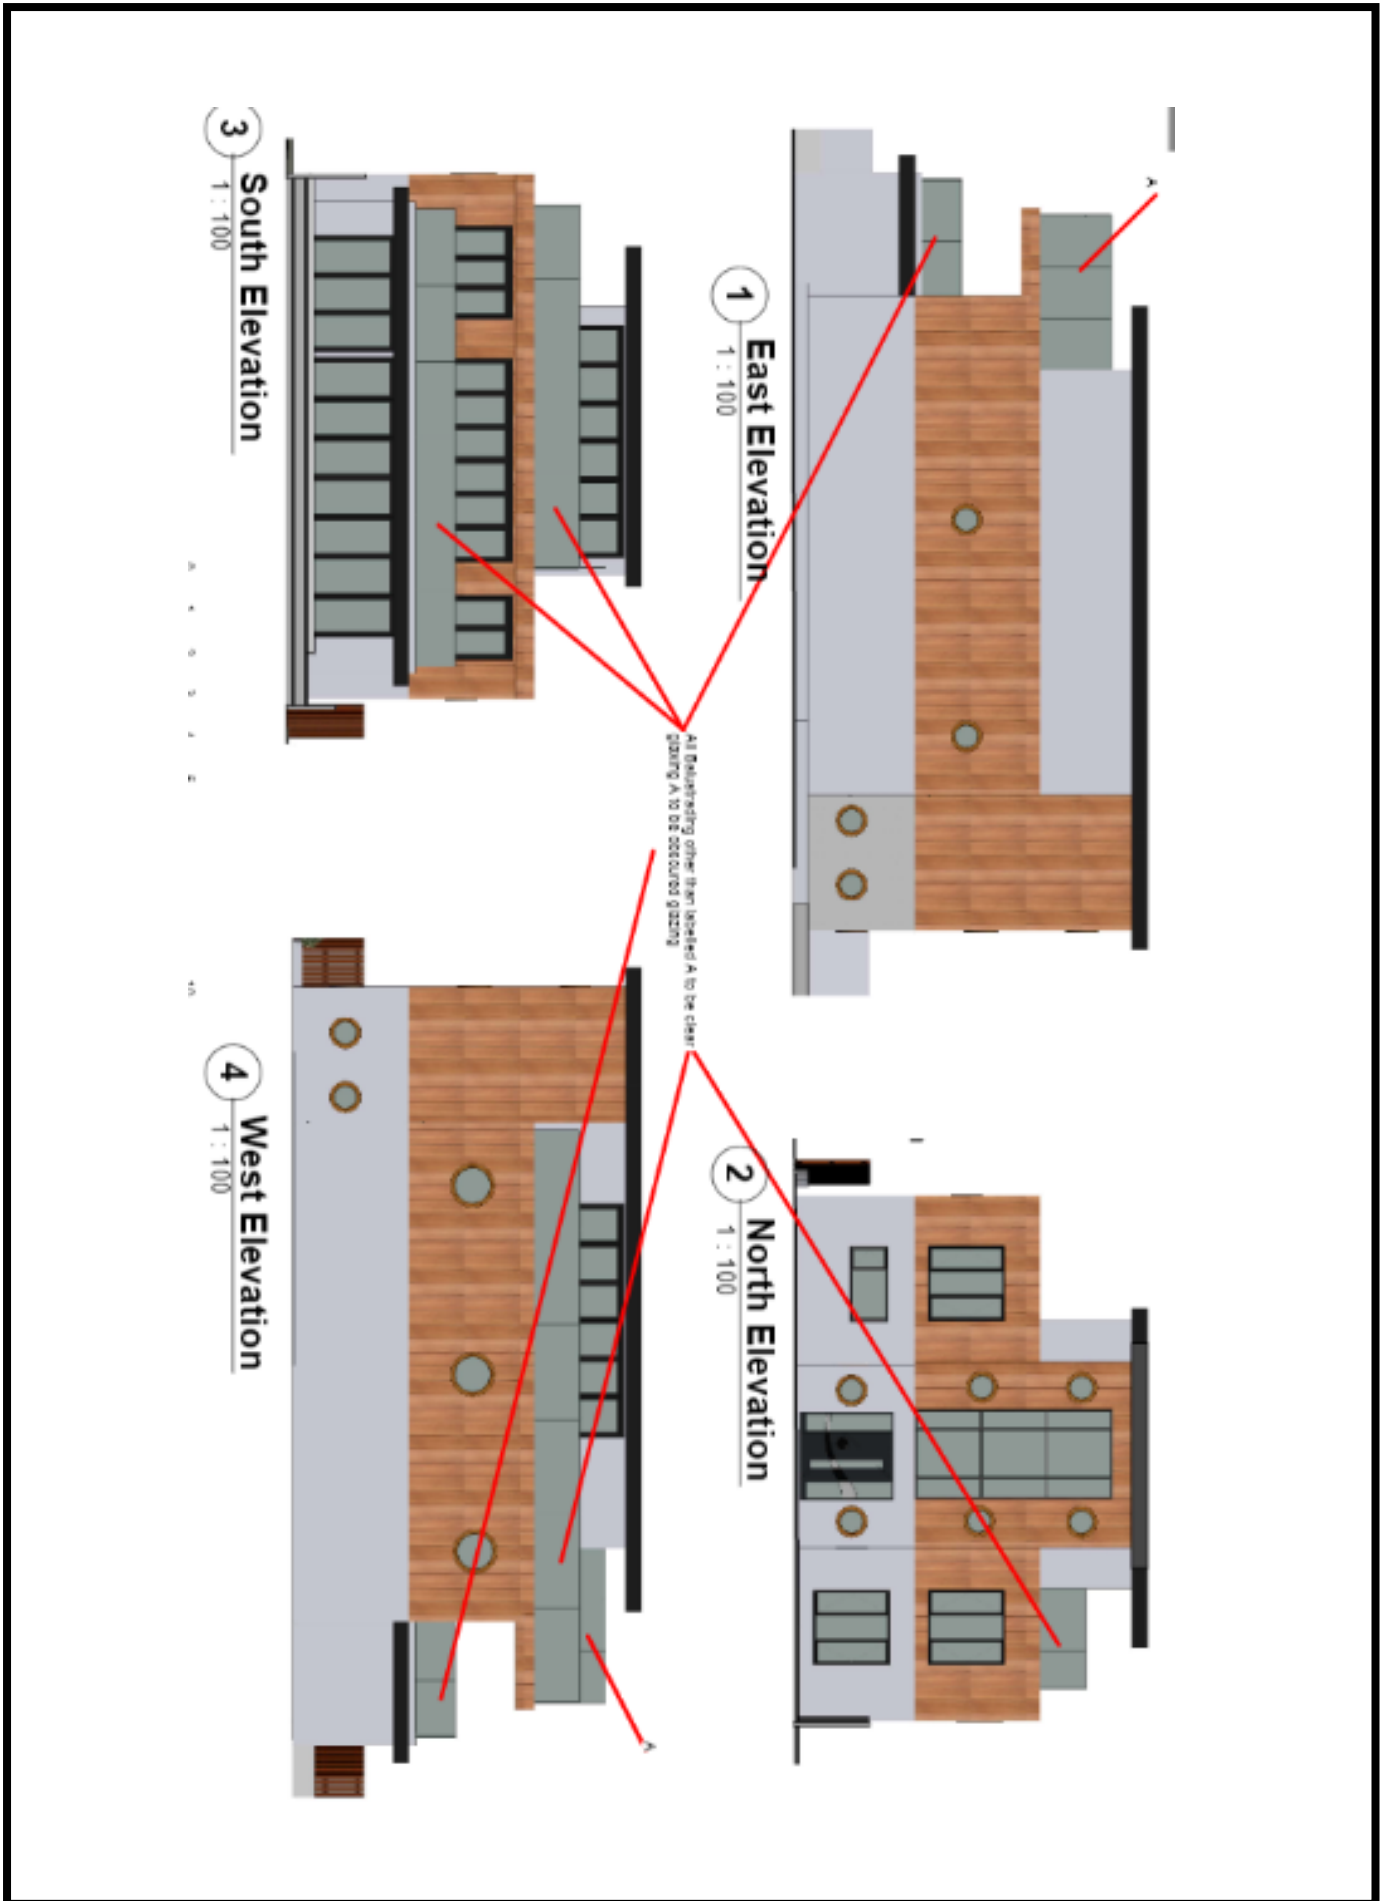 A
1
East Elevation
1 : 100
2
North Elevation
1 : 100
All Balustrading other than labelled A to be clear
glazing A to be obscured glazing
3
South Elevation
1 : 100
4
West Elevation
1 : 100
A
10